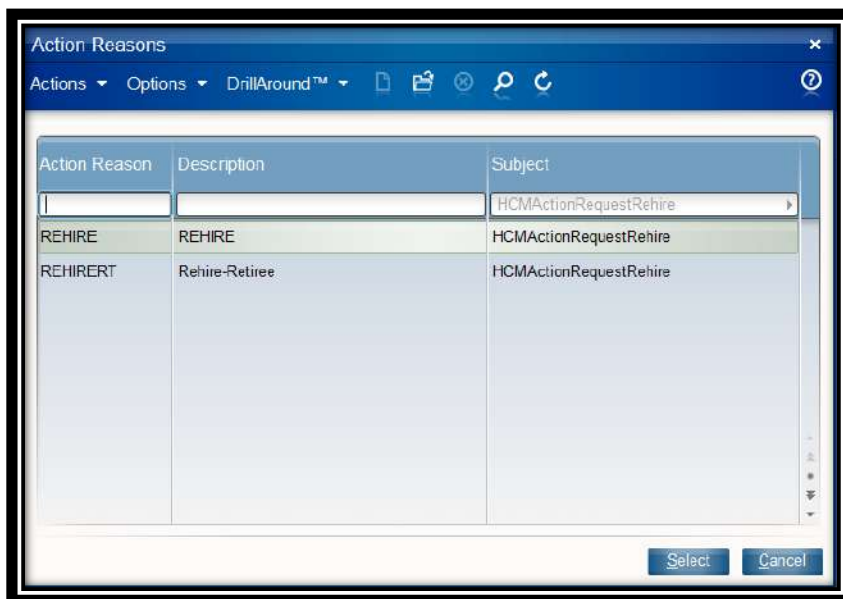 Action Reasons
Actions Options DrillAround™
Action Reason Description Subject
HCMActionRequestRehire
REHIRE REHIRE HCMActionRequestRehire
REHIRERT Rehire-Retiree HCMActionRequestRehire
Select Cancel